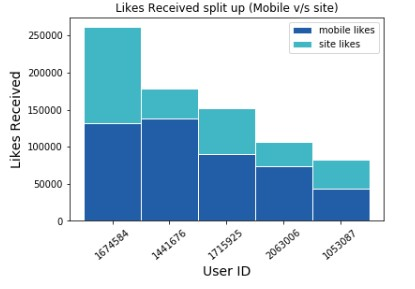 Likes Received split up (Mobile v/s site)
mobile likes
site likes
Likes Received
250000
200000
150000
100000
50000
0
1674584
1441676
1715925
2063006
1053087
User ID